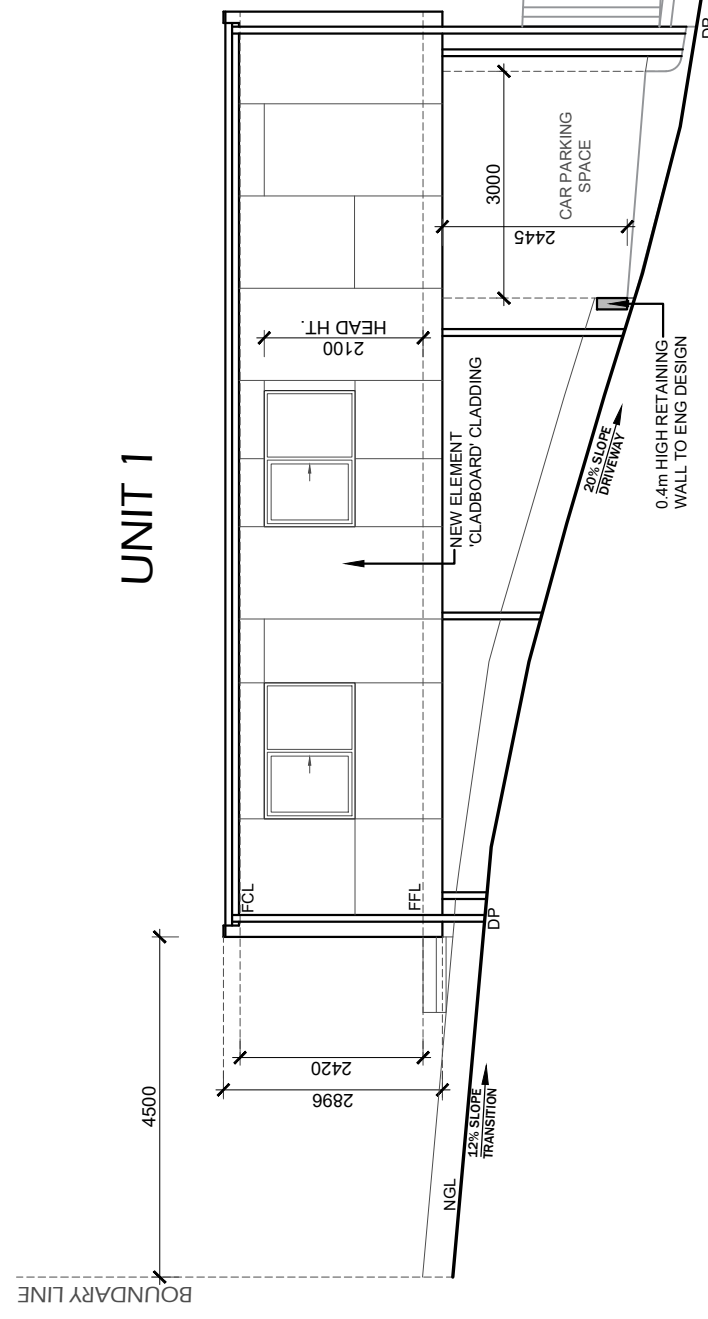 UNIT 1
BOUNDARY LINE
4500
2896
2420
FCL
FFL
DP
NGL
12% SLOPE
TRANSITION
2100
HEAD HT.
NEW ELEMENT
'CLADBOARD' CLADDING
20% SLOPE
DRIVEWAY
3000
2445
CAR PARKING
SPACE
0.4m HIGH RETAINING
WALL TO ENG DESIGN
DP